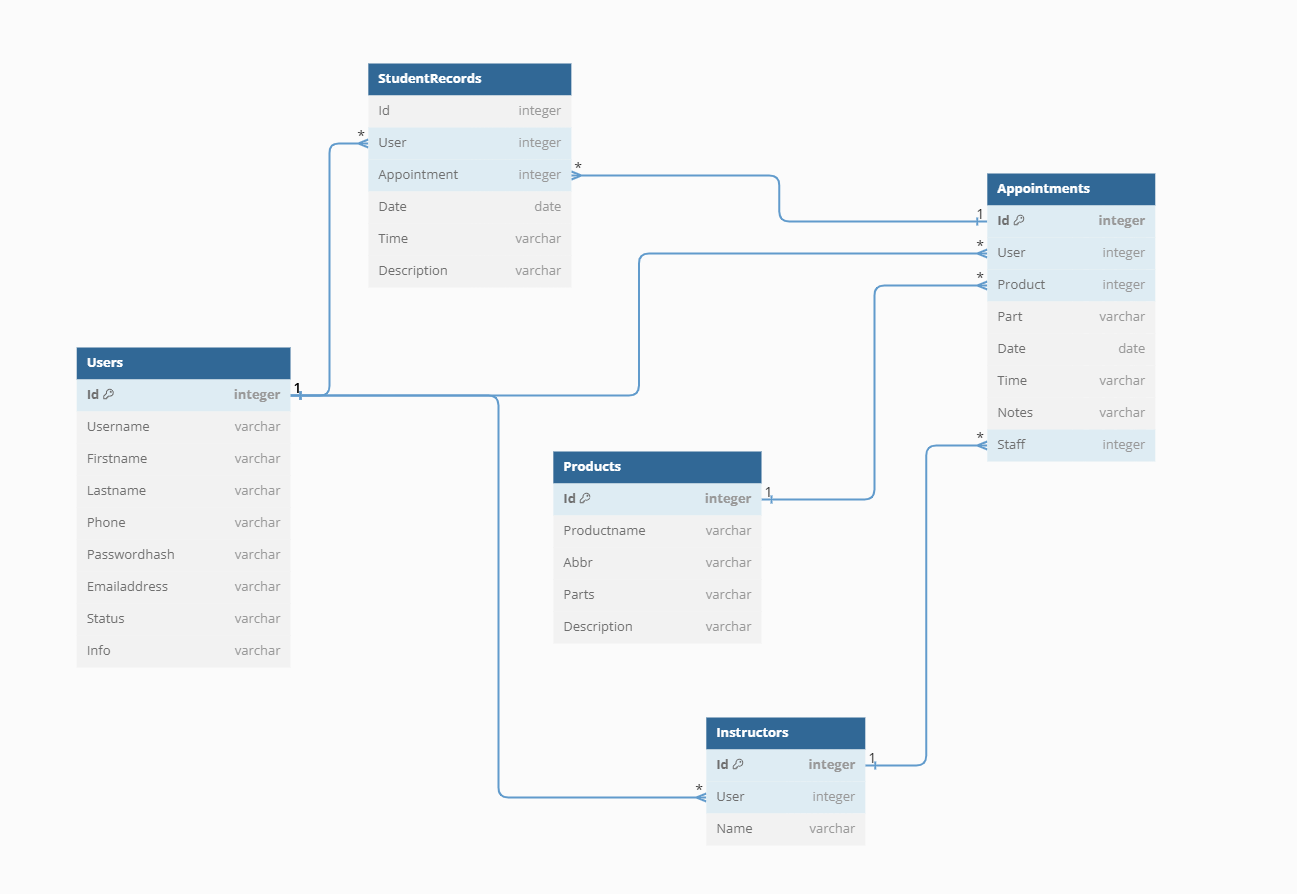 StudentRecords
Id integer
* User integer
Appointment integer *
Date date
Time varchar
Description varchar
Appointments
1 Id integer
* User integer
* Product integer
Part varchar
Date date
Time varchar
Notes varchar
* Staff integer
Users
Id integer 1
Username varchar
Firstname varchar
Lastname varchar
Phone varchar
Passwordhash varchar
Emailaddress varchar
Status varchar
Info varchar
Products
Id integer 1
Productname varchar
Abbr varchar
Parts varchar
Description varchar
Instructors
Id integer 1
* User integer
Name varchar